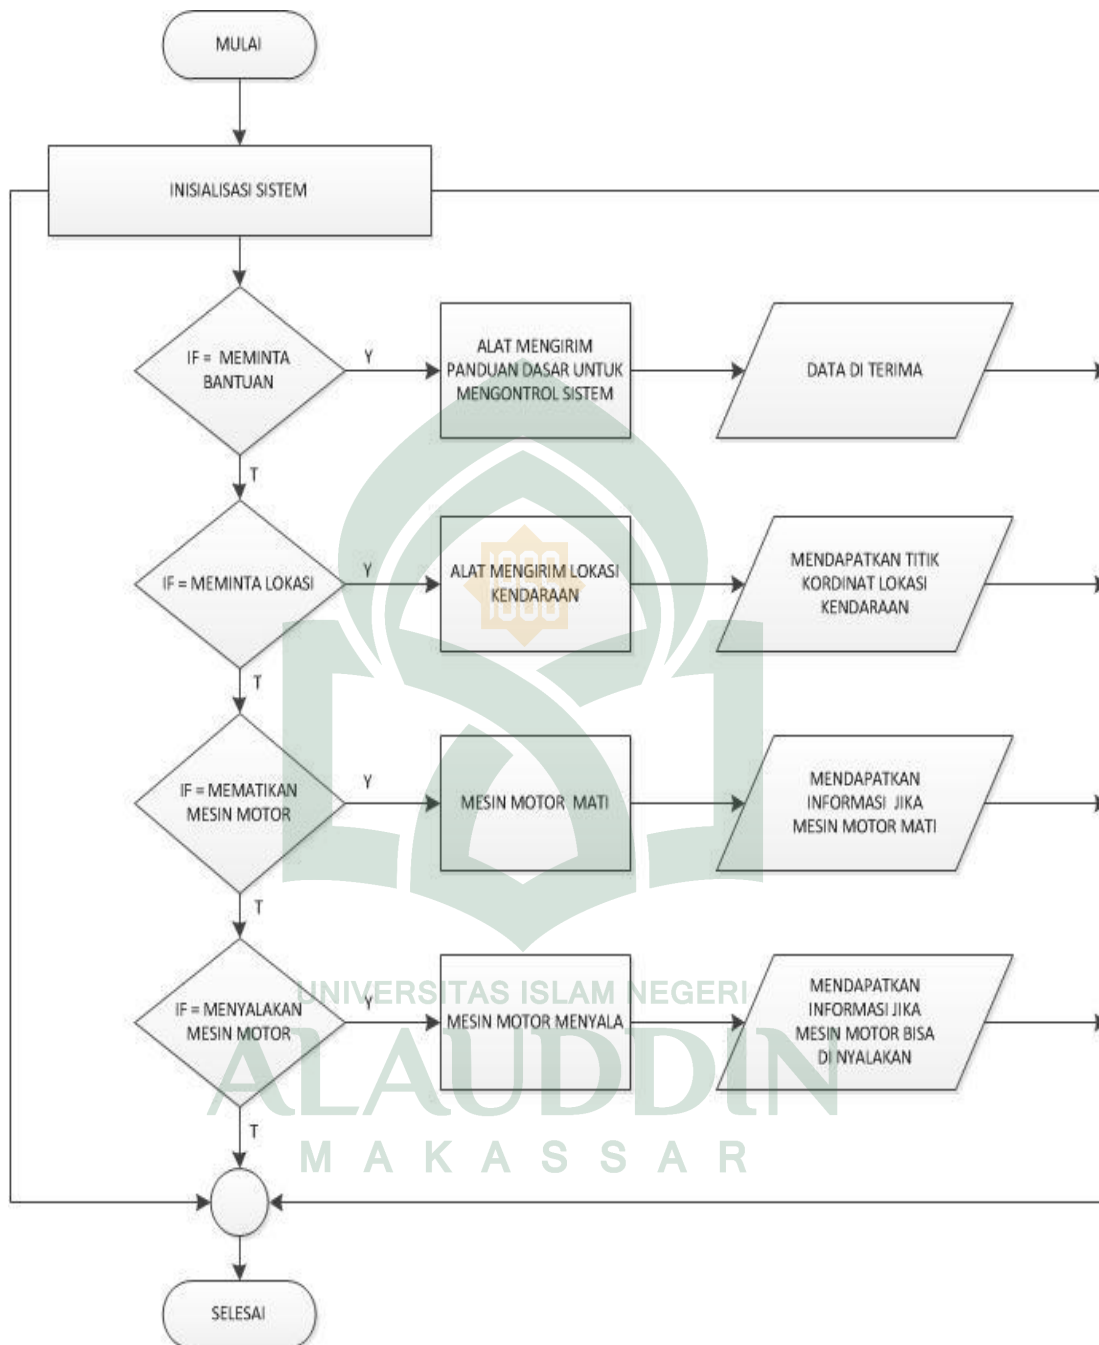 MULAI
INISIALISASI SISTEM
IF = MEMINTA
BANTUAN
Y
ALAT MENGIRIM
PANDUAN DASAR UNTUK
MENGONTROL SISTEM
DATA DI TERIMA
T
IF = MEMINTA LOKASI
Y
ALAT MENGIRIM LOKASI
KENDARAAN
1965
MENDAPATKAN TITIK
KORDINAT LOKASI
KENDARAAN
T
IF = MEMATIKAN
MESIN MOTOR
Y
MESIN MOTOR MATI
MENDAPATKAN
INFORMASI JIKA
MESIN MOTOR MATI
T
IF = MENYALAKAN
MESIN MOTOR
Y
MESIN MOTOR MENYALA
MENDAPATKAN
INFORMASI JIKA
MESIN MOTOR BISA
DI NYALAKAN
UNIVERSITAS ISLAM NEGERI
ALAUDDIN
MAKASSAR
T
SELESAI